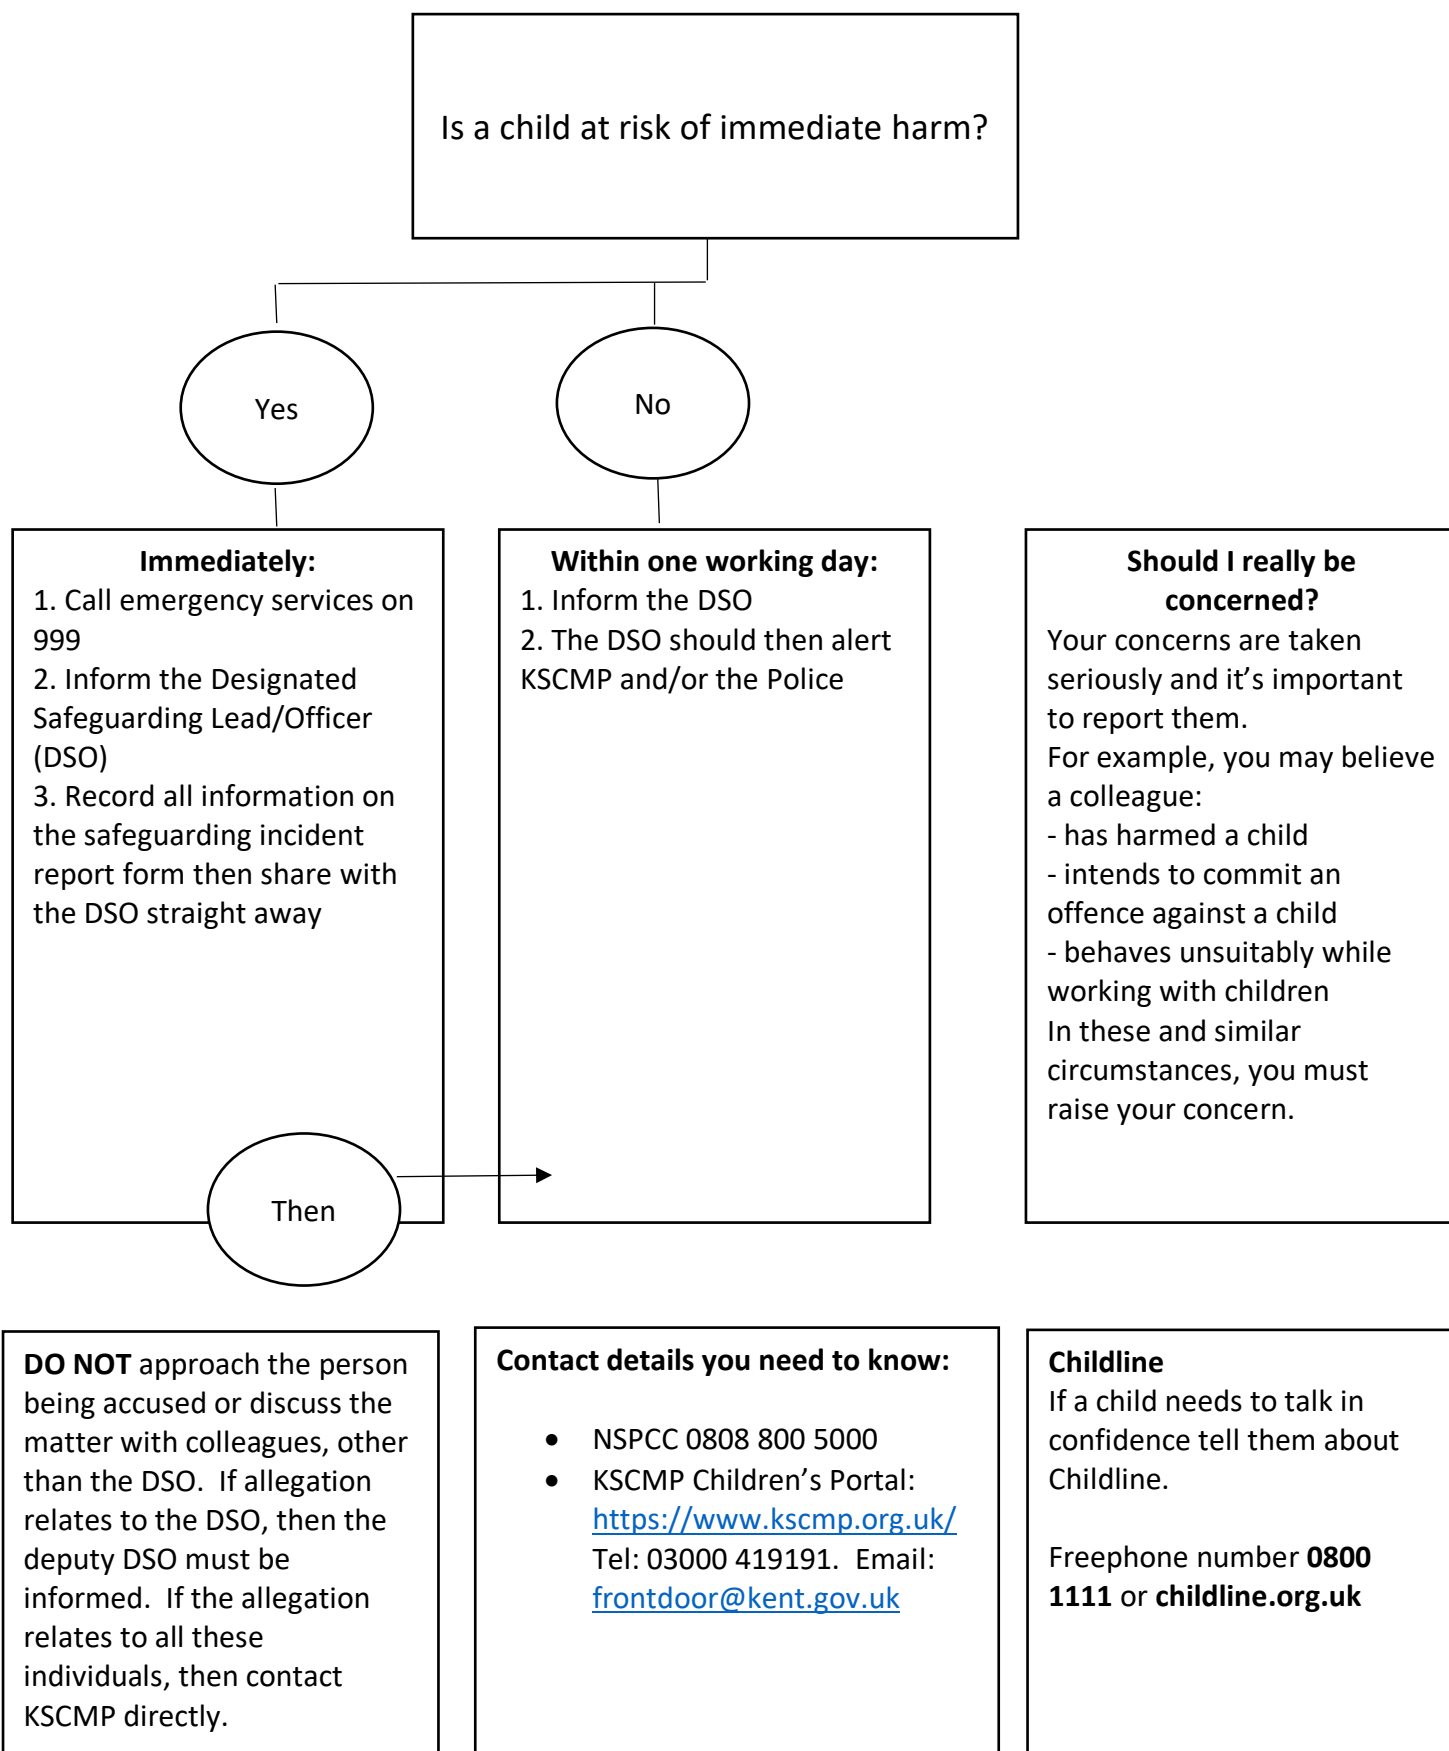 Is a child at risk of immediate harm?
Yes
No
Immediately:
1. Call emergency services on
999
2. Inform the Designated
Safeguarding Lead/Officer
(DSO)
3. Record all information on
the safeguarding incident
report form then share with
the DSO straight away
Then
Within one working day:
1. Inform the DSO
2. The DSO should then alert
KSCMP and/or the Police
Should I really be
concerned?
Your concerns are taken
seriously and it’s important
to report them.
For example, you may believe
a colleague:
- has harmed a child
- intends to commit an
offence against a child
- behaves unsuitably while
working with children
In these and similar
circumstances, you must
raise your concern.
DO NOT approach the person
being accused or discuss the
matter with colleagues, other
than the DSO.  If allegation
relates to the DSO, then the
deputy DSO must be
informed.  If the allegation
relates to all these
individuals, then contact
KSCMP directly.
Contact details you need to know:
• NSPCC 0808 800 5000
• KSCMP Children’s Portal:
https://www.kscmp.org.uk/
Tel: 03000 419191.  Email:
frontdoor@kent.gov.uk
Childline
If a child needs to talk in
confidence tell them about
Childline.
Freephone number 0800
1111 or childline.org.uk